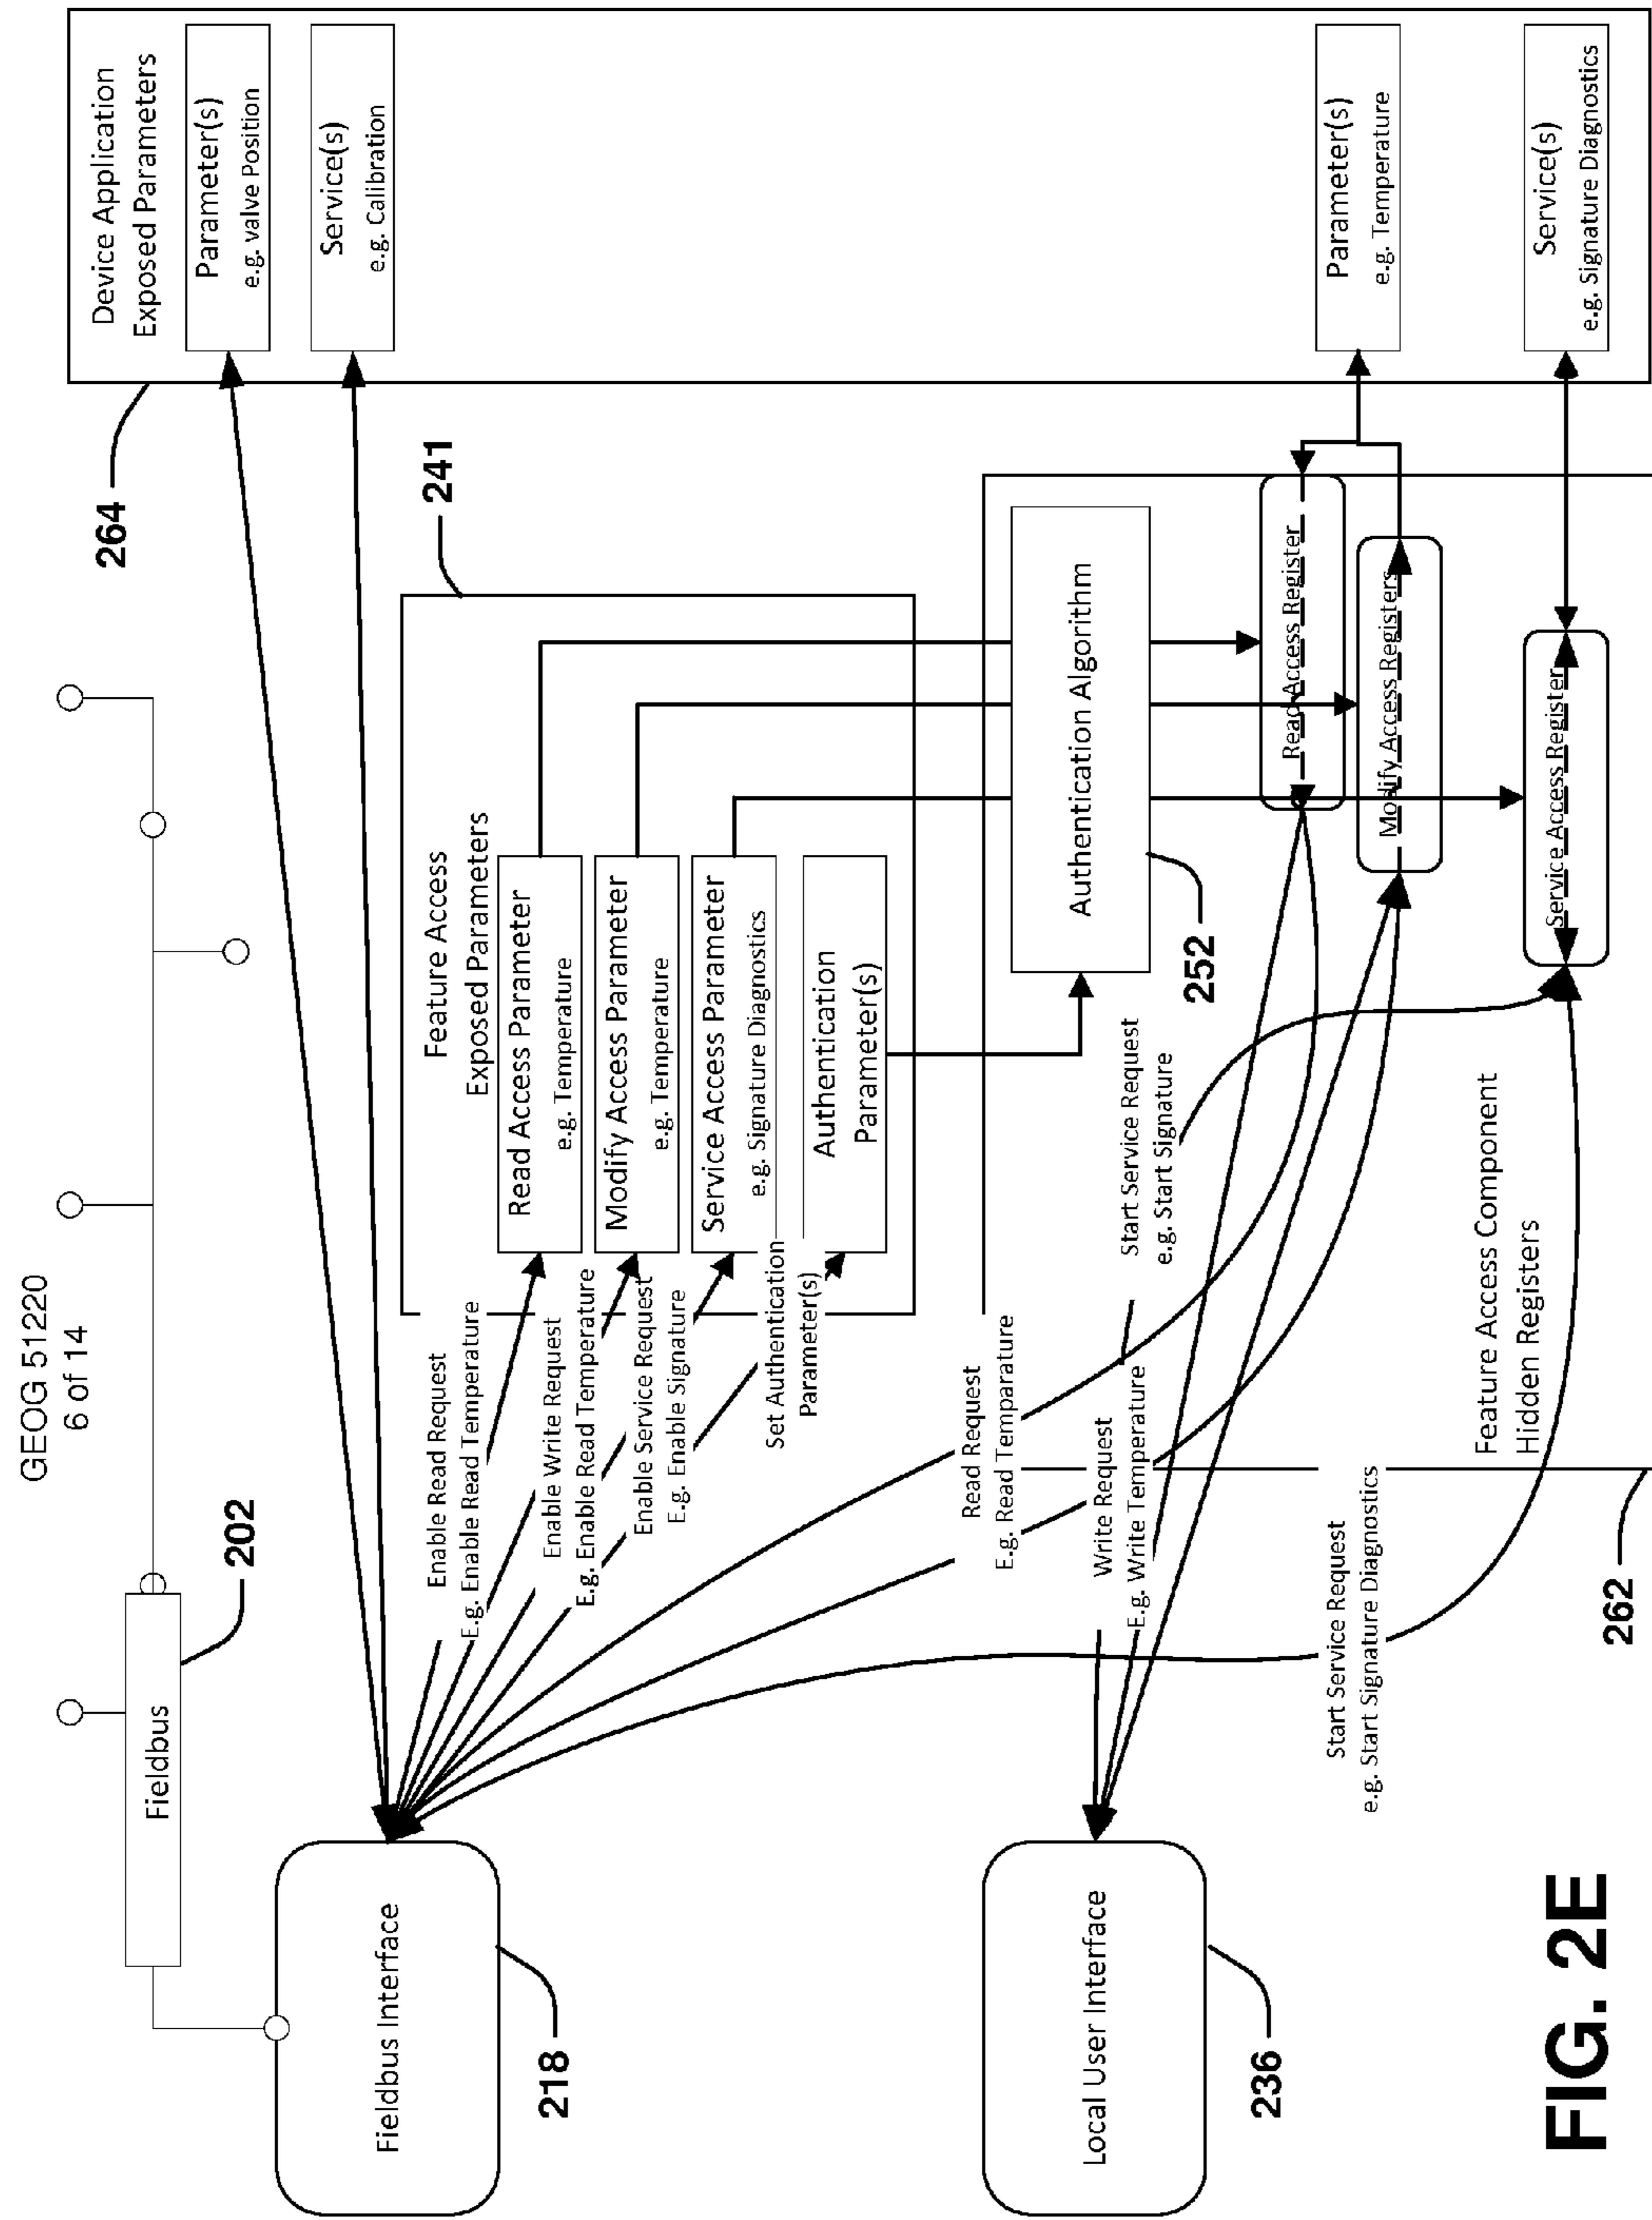 GEOG 51220
6 of 14
Fieldbus
202
Fieldbus Interface
218
Local User Interface
236
264
Device Application
Exposed Parameters
Parameter(s)
e.g. Valve Position
Service(s)
e.g. Calibration
Parameter(s)
e.g. Temperature
Service(s)
e.g. Signature Diagnostics
241
Feature Access
Exposed Parameters
Read Access Parameter
e.g. Temperature
Modify Access Parameter
e.g. Temperature
Service Access Parameter
e.g. Signature Diagnostics
Authentication
Parameter(s)
Enable Read Request
E.g. Enable Read Temperature
Enable Write Request
E.g. Enable Read Temperature
Enable Service Request
E.g. Enable Signature
Set Authentication
Parameter(s)
Authentication Algorithm
252
Read Access Register
Modify Access Registers
Service Access Register
Read Request
E.g. Read Temparature
Write Request
E.g. Write Temperature
Start Service Request
e.g. Start Signature
Start Service Request
e.g. Start Signature Diagnostics
Feature Access Component
Hidden Registers
262
FIG. 2E